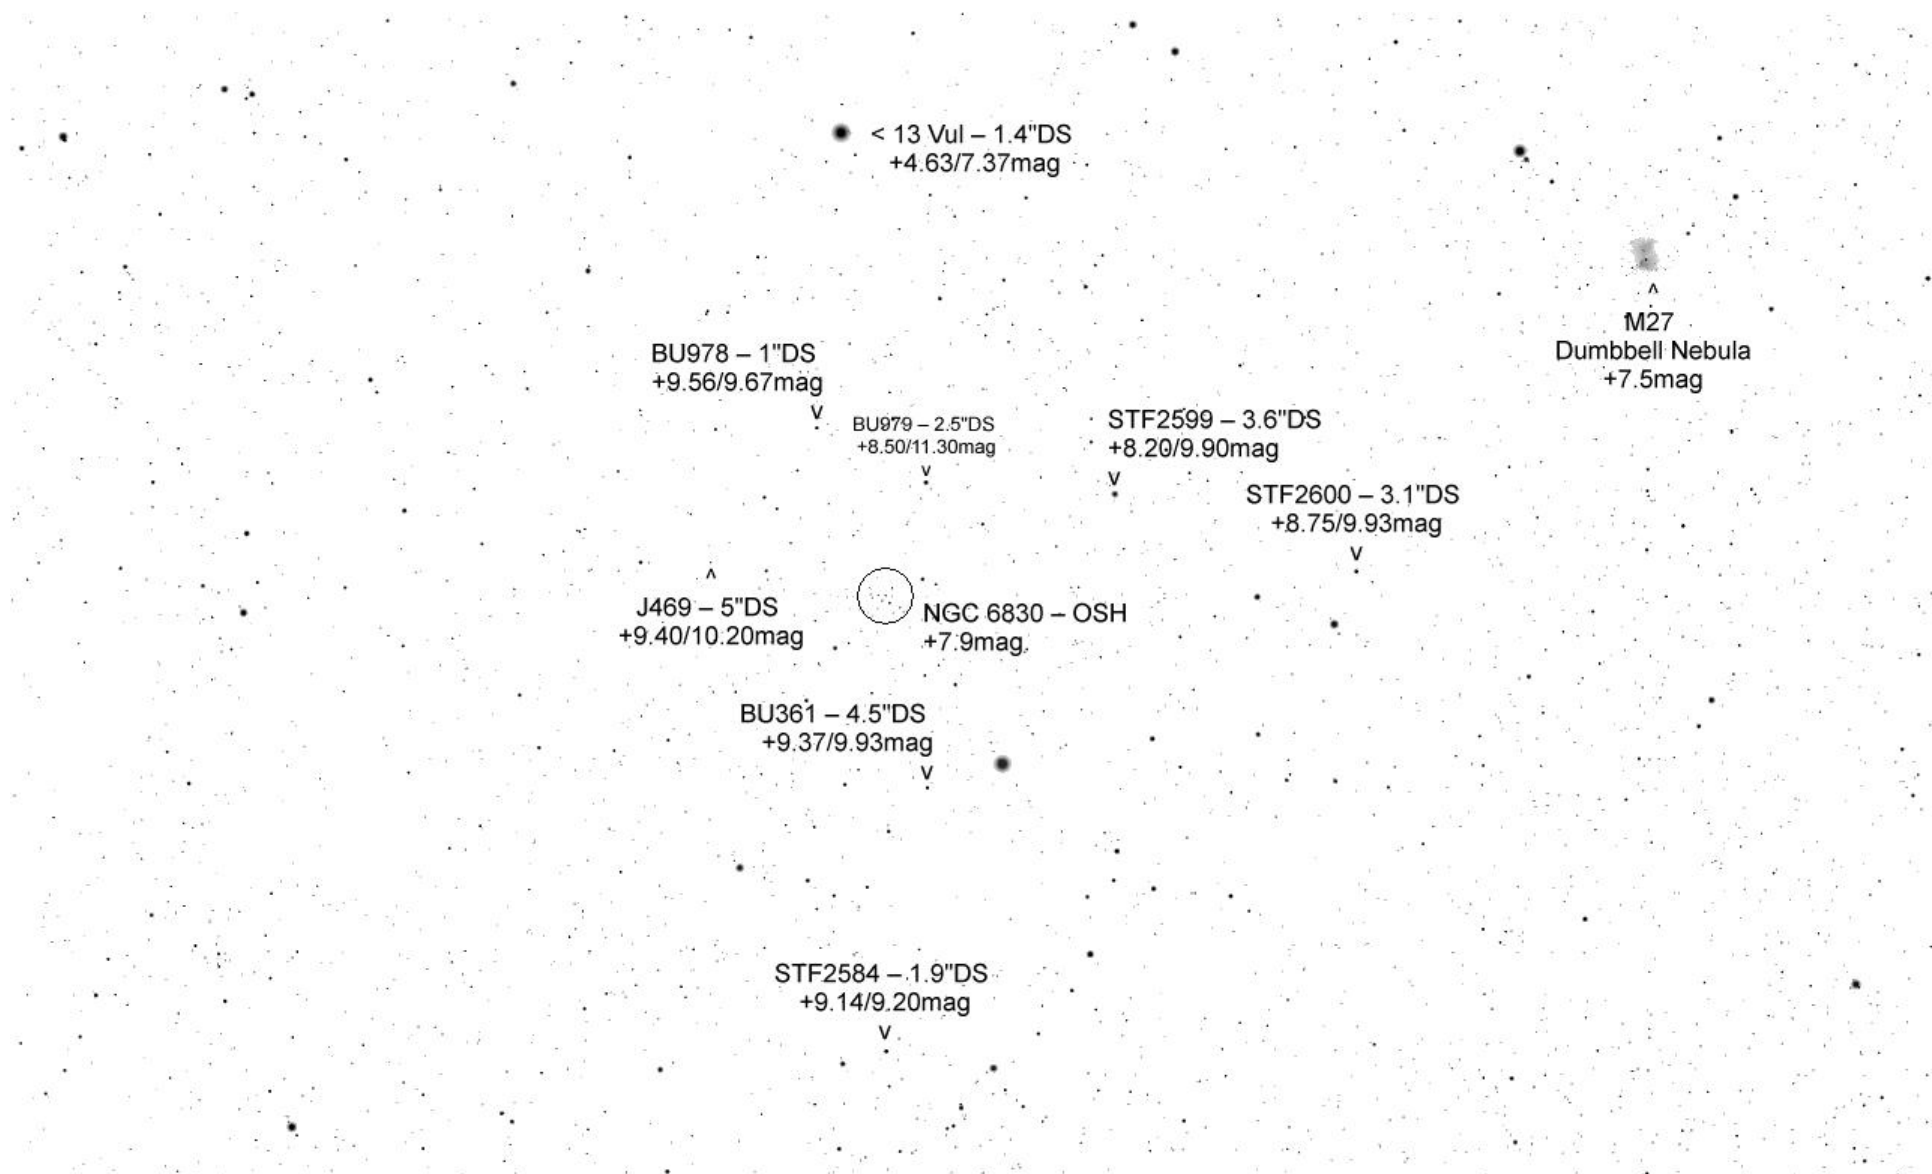 < 13 Vul – 1.4"DS
+4.63/7.37mag
^
M27
Dumbbell Nebula
+7.5mag
BU978 – 1"DS
+9.56/9.67mag
v
BU979 – 2.5"DS
+8.50/11.30mag
v
STF2599 – 3.6"DS
+8.20/9.90mag
v
STF2600 – 3.1"DS
+8.75/9.93mag
v
^
J469 – 5"DS
+9.40/10.20mag
NGC 6830 – OSH
+7.9mag
BU361 – 4.5"DS
+9.37/9.93mag
v
STF2584 – 1.9"DS
+9.14/9.20mag
v